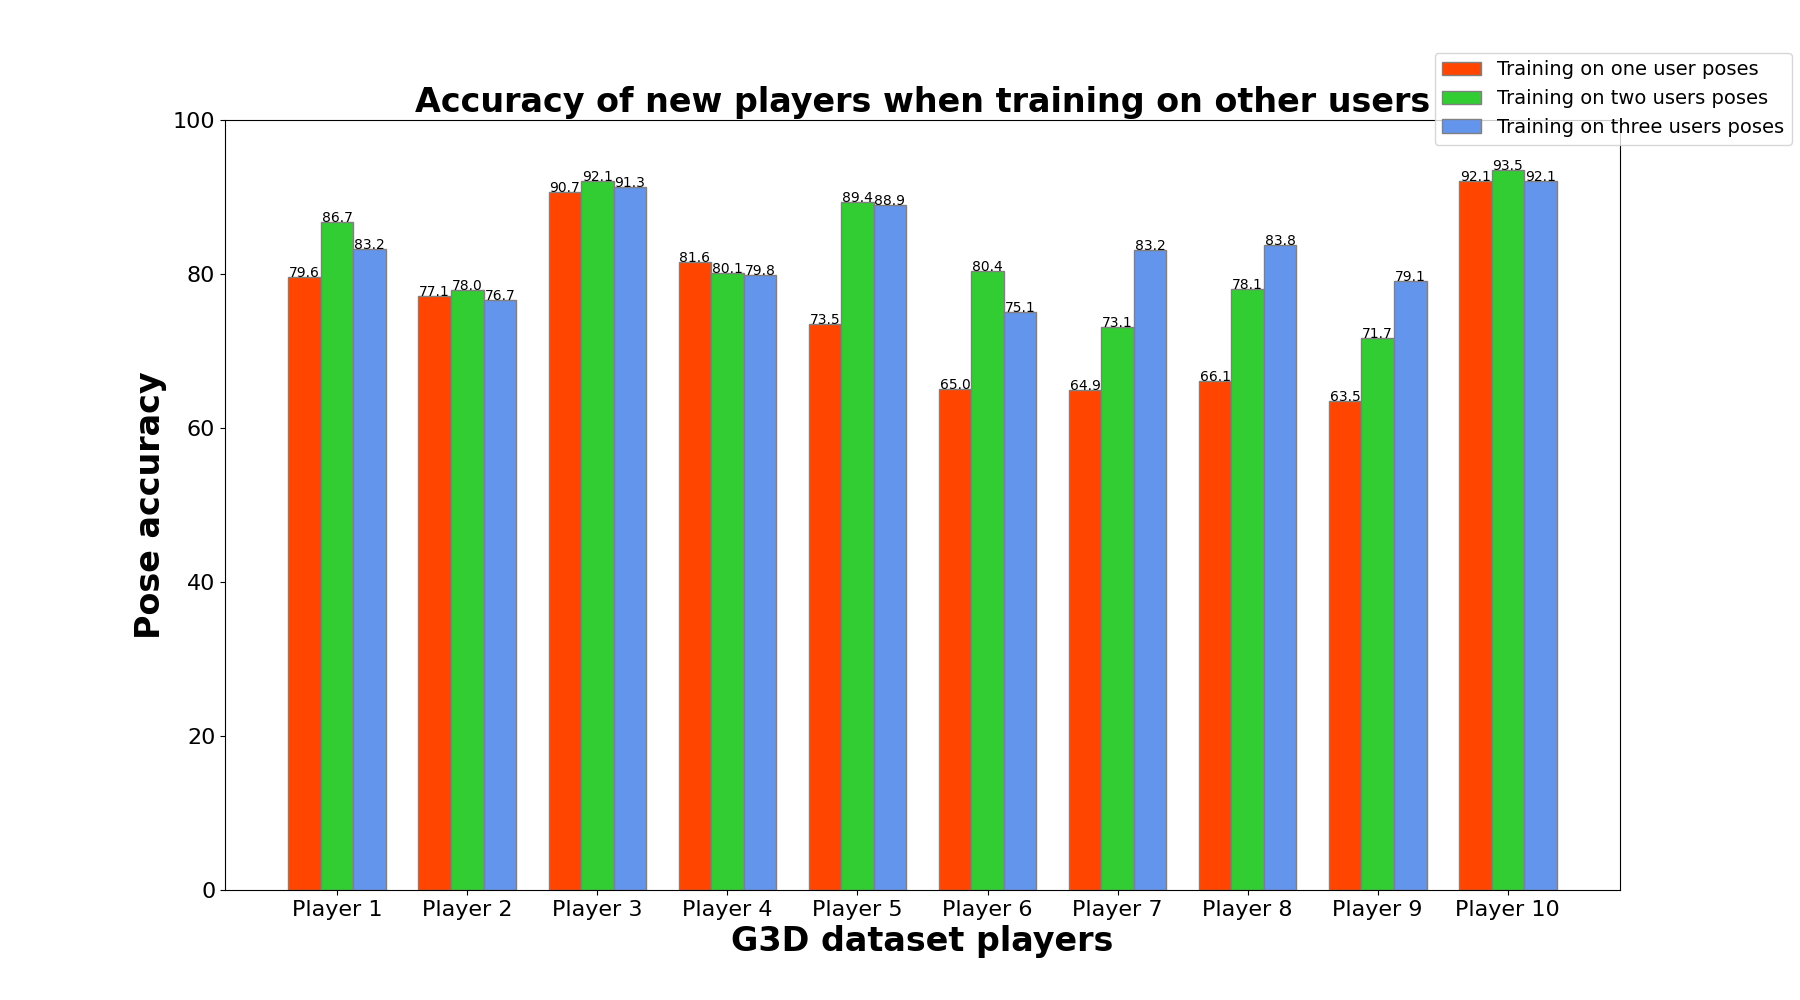 Training on one user poses
Training on two users poses
Training on three users poses
Accuracy of new players when training on other users
Pose accuracy
100
80
60
40
20
0
79.6 86.7 83.2
77.1 78.0 76.7
90.7 92.1 91.3
81.6 80.1 79.8
73.5 89.4 88.9
65.0 80.4 75.1
64.9 73.1 83.2
66.1 78.1 83.8
63.5 71.7 79.1
92.1 93.5 92.1
Player 1 Player 2 Player 3 Player 4 Player 5 Player 6 Player 7 Player 8 Player 9 Player 10
G3D dataset players